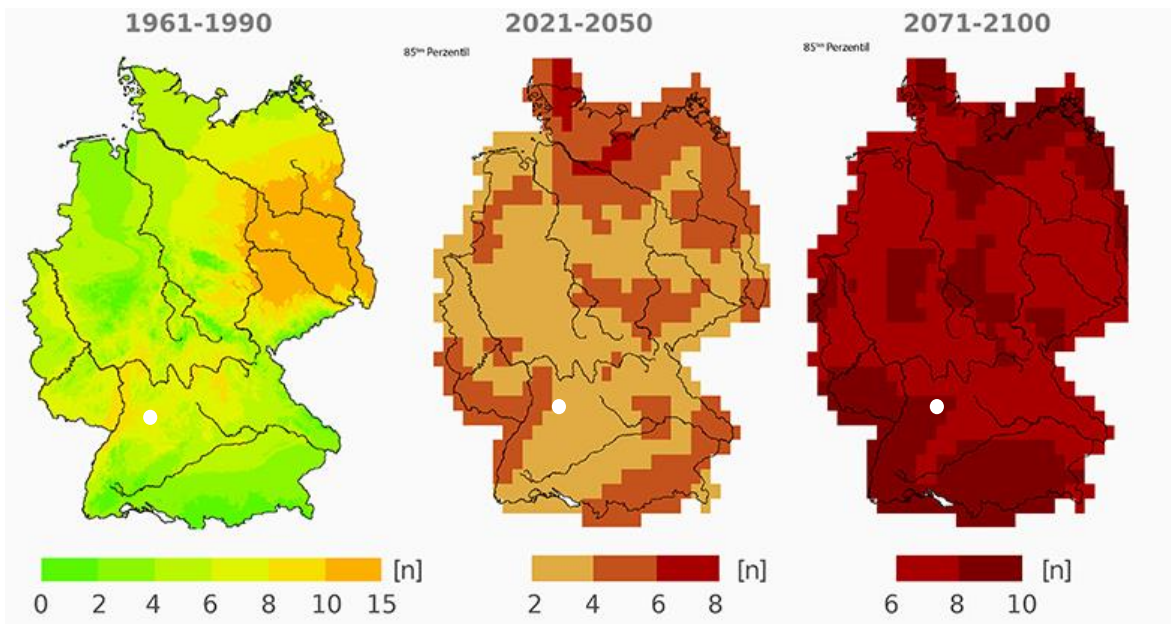 1961-1990
2021-2050
2071-2100
85ten Perzentil
85ten Perzentil
[n]
0 2 4 6 8 10 15
[n]
2 4 6 8
[n]
6 8 10